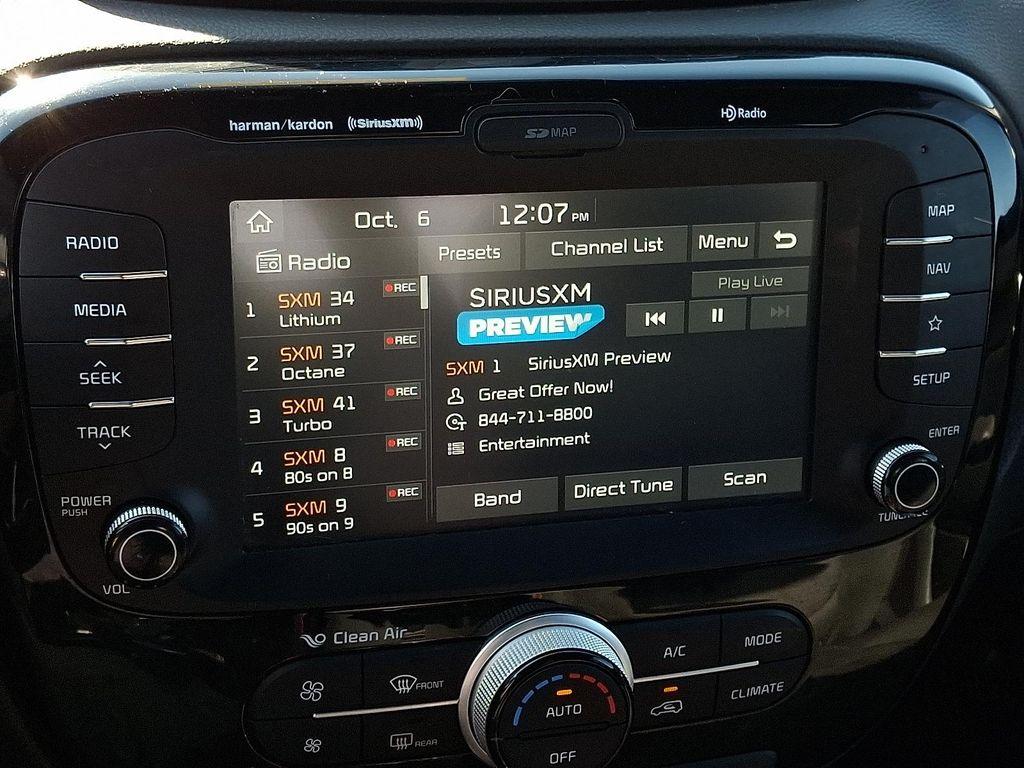 harman/kardon
((SiriusXM))
SD MAP
HD Radio
RADIO
MEDIA
SEEK
TRACK
POWER
PUSH
VOL
Oct. 6
12:07 PM
Radio
Presets
Channel List
Menu
1 SXM 34
REC
Lithium
2 SXM 37
REC
Octane
3 SXM 41
REC
Turbo
4 SXM 8
REC
80s on 8
5 SXM 9
REC
90s on 9
Play Live
SIRIUSXM
PREVIEW
SXM 1 SiriusXM Preview
Great Offer Now!
844-711-8800
Entertainment
Band
Direct Tune
Scan
MAP
NAV
SETUP
ENTER
Clean Air
FRONT
REAR
AUTO
OFF
A/C
MODE
CLIMATE